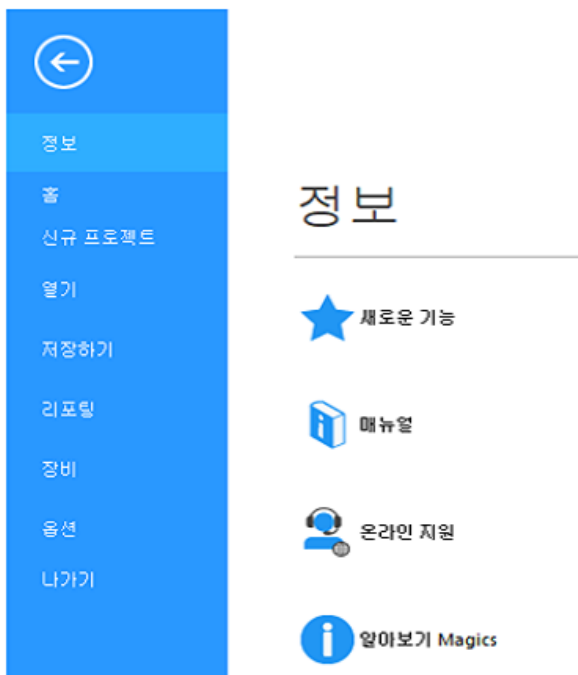 정보
홈
신규 프로젝트
열기
저장하기
리포팅
장비
옵션
나가기
정보
새로운 기능
매뉴얼
온라인 지원
알아보기 Magics